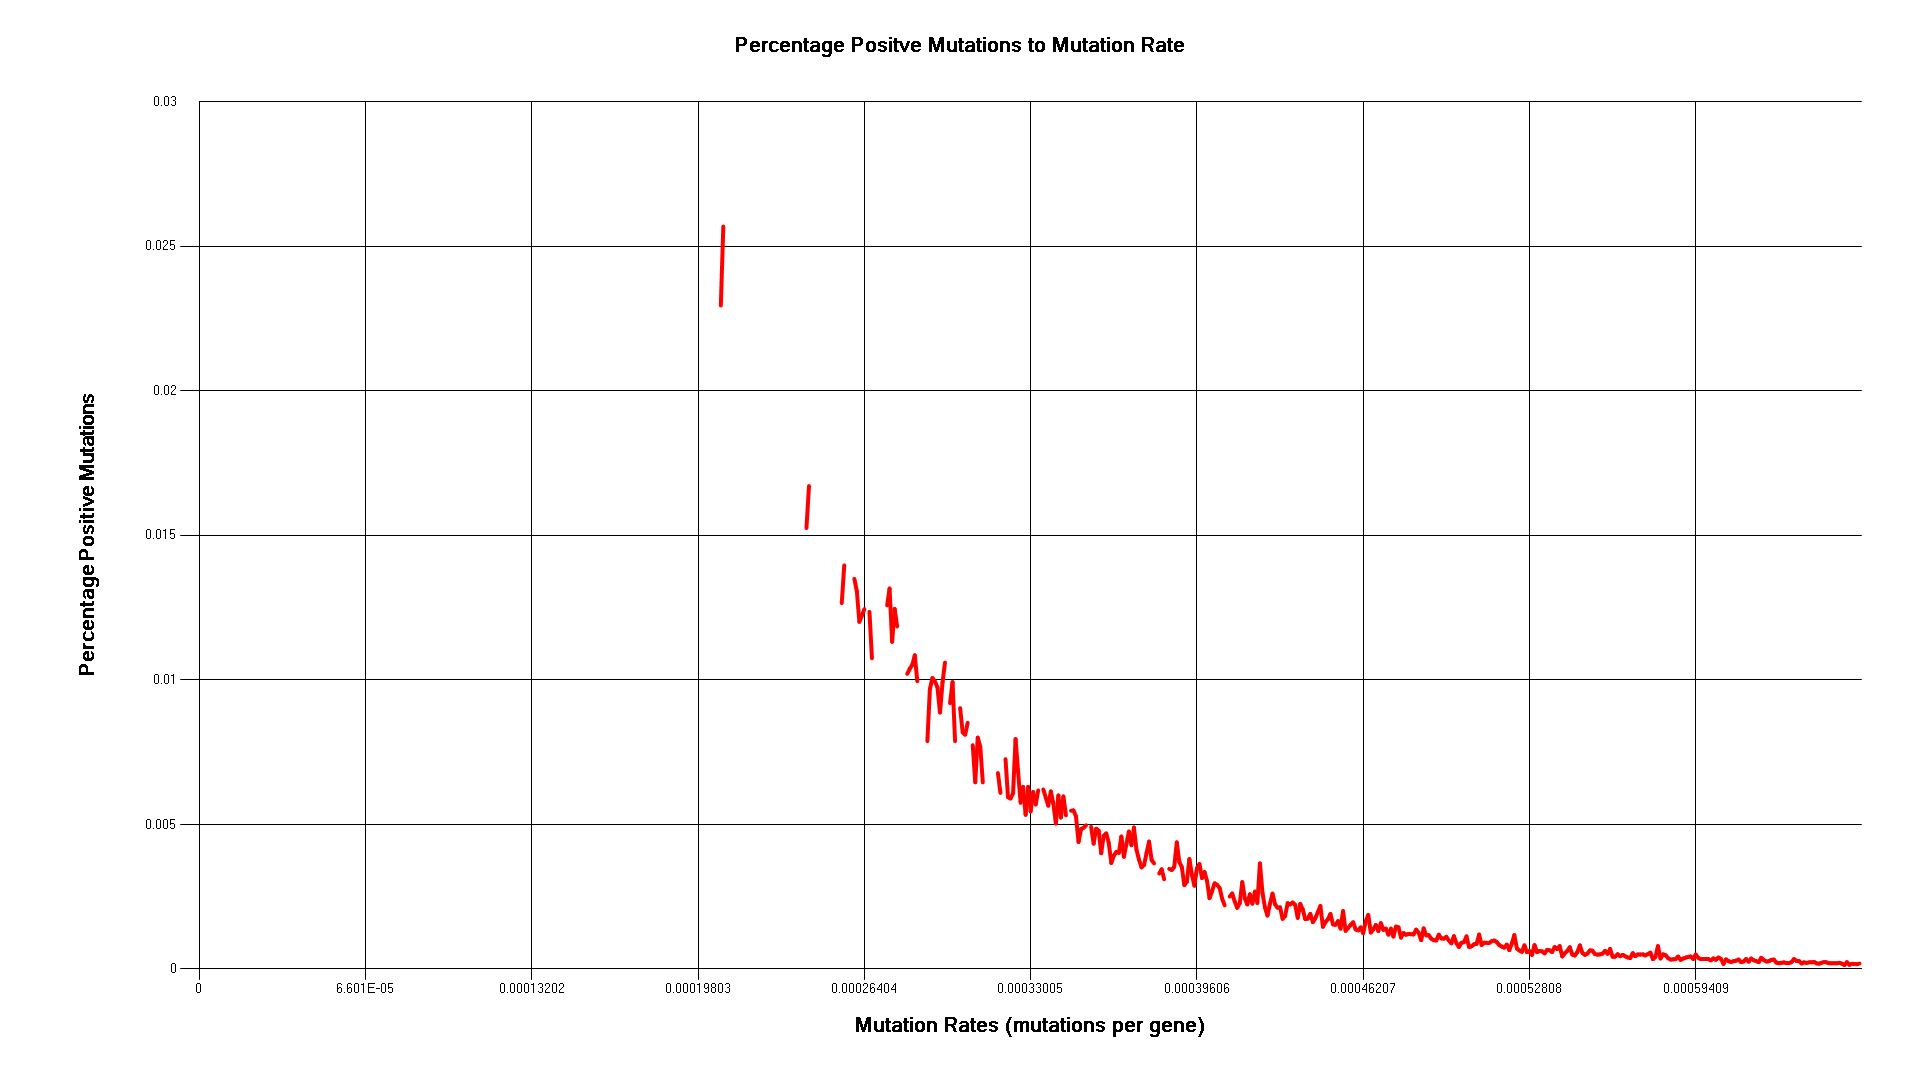 Percentage Positve Mutations to Mutation Rate
0.03
0.025
0.02
0.015
0.01
0.005
0
Percentage Positive Mutations
0 6.601E-05 0.00013202 0.00019803 0.00026404 0.00033005 0.00039606 0.00046207 0.00052808 0.00059409
Mutation Rates (mutations per gene)